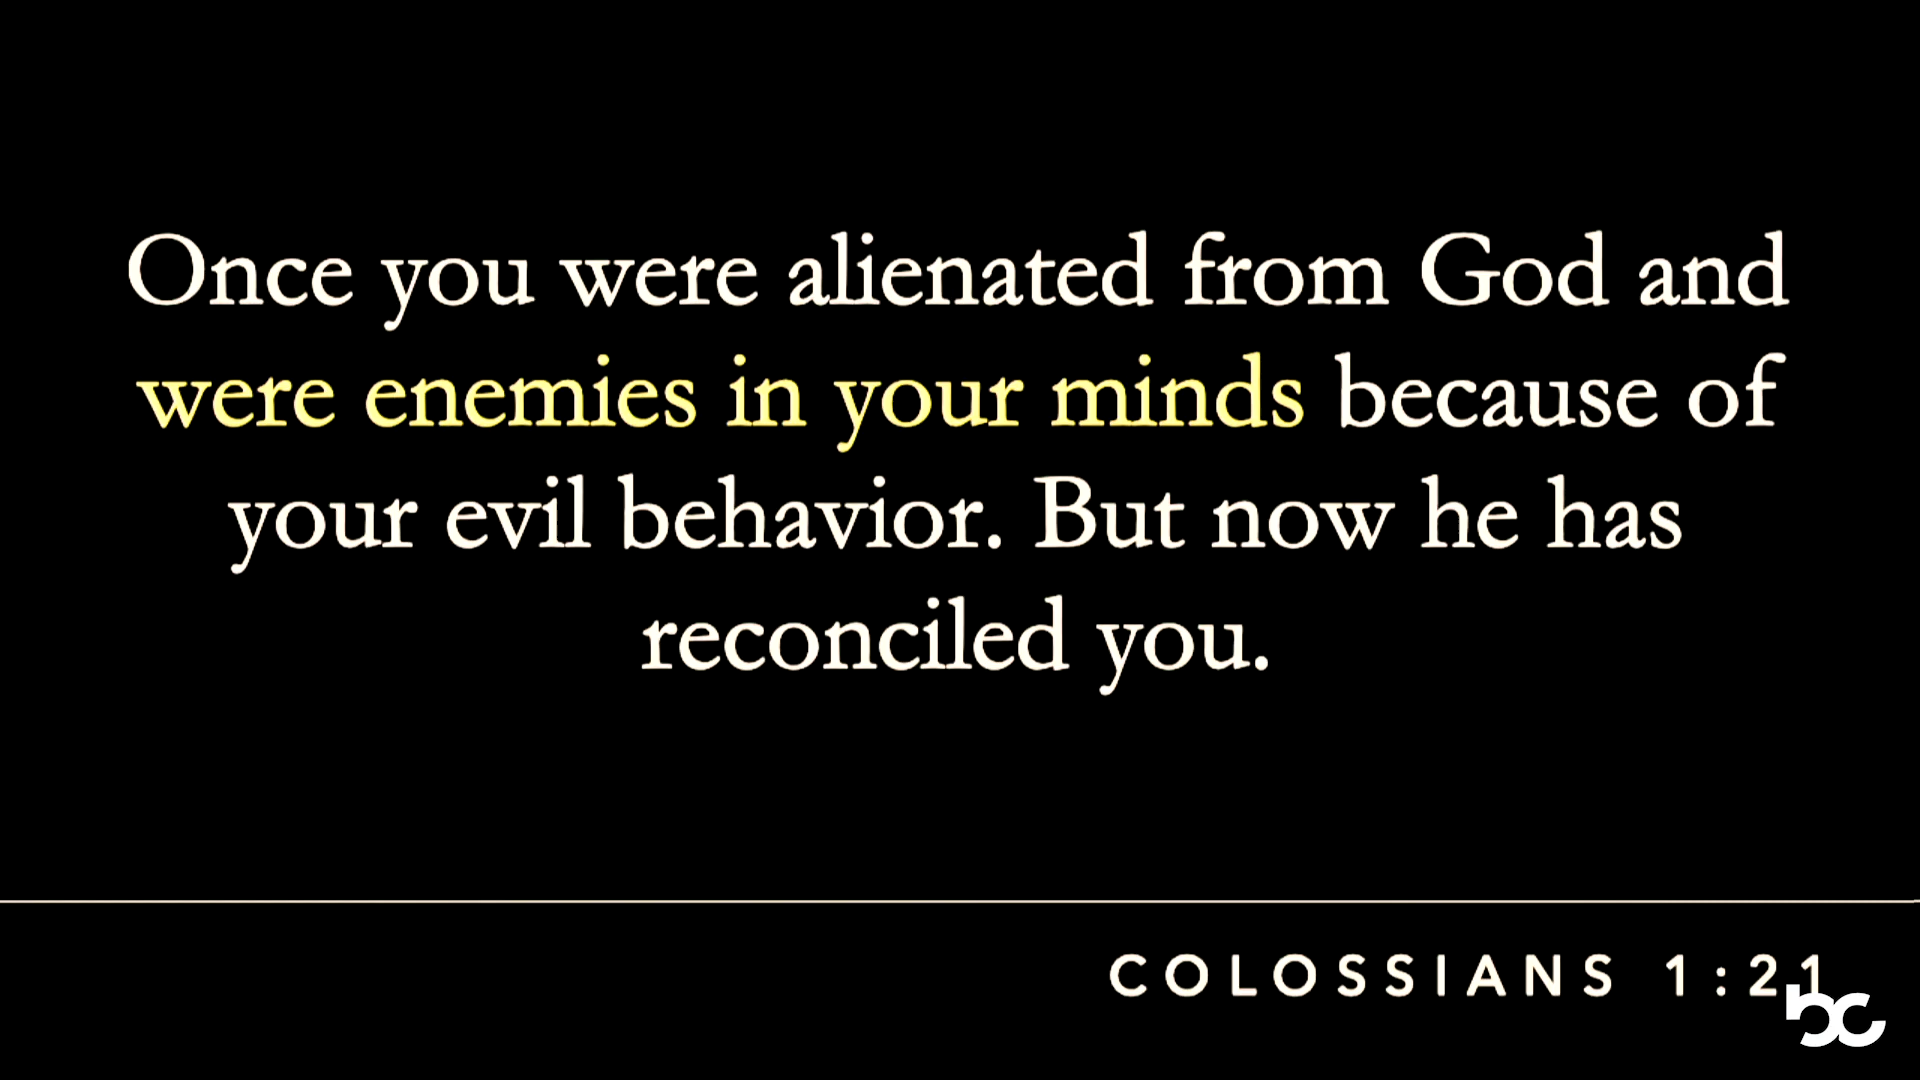 Once you were alienated from God and
were enemies in your minds because of
your evil behavior. But now he has
reconciled you.
COLOSSIANS 1:21
bc